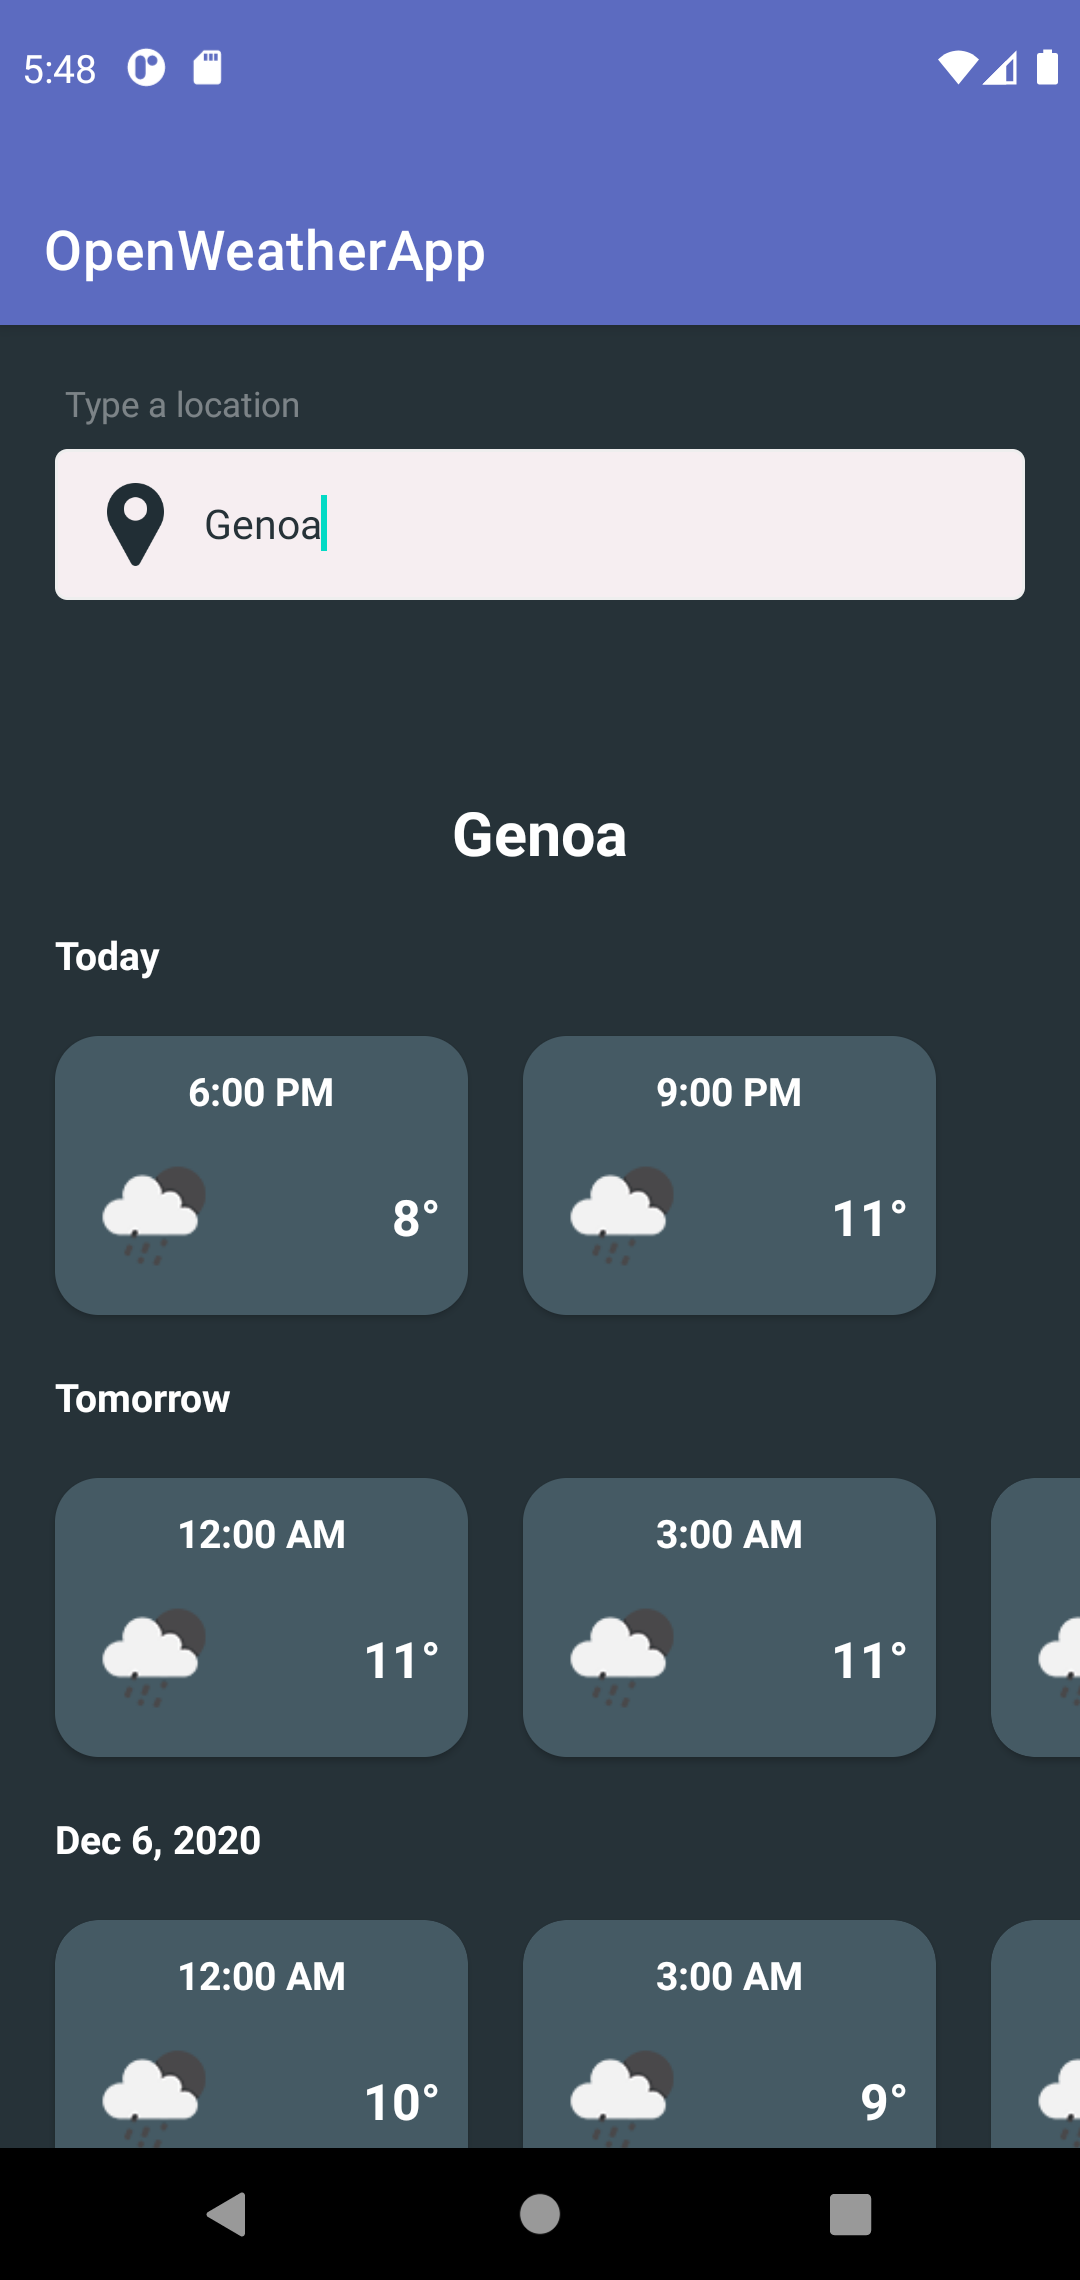 5:48
OpenWeatherApp
Type a location
Genoa
Genoa
Today
6:00 PM
9:00 PM
8°
11°
Tomorrow
12:00 AM
3:00 AM
11°
11°
Dec 6, 2020
12:00 AM
3:00 AM
10°
9°